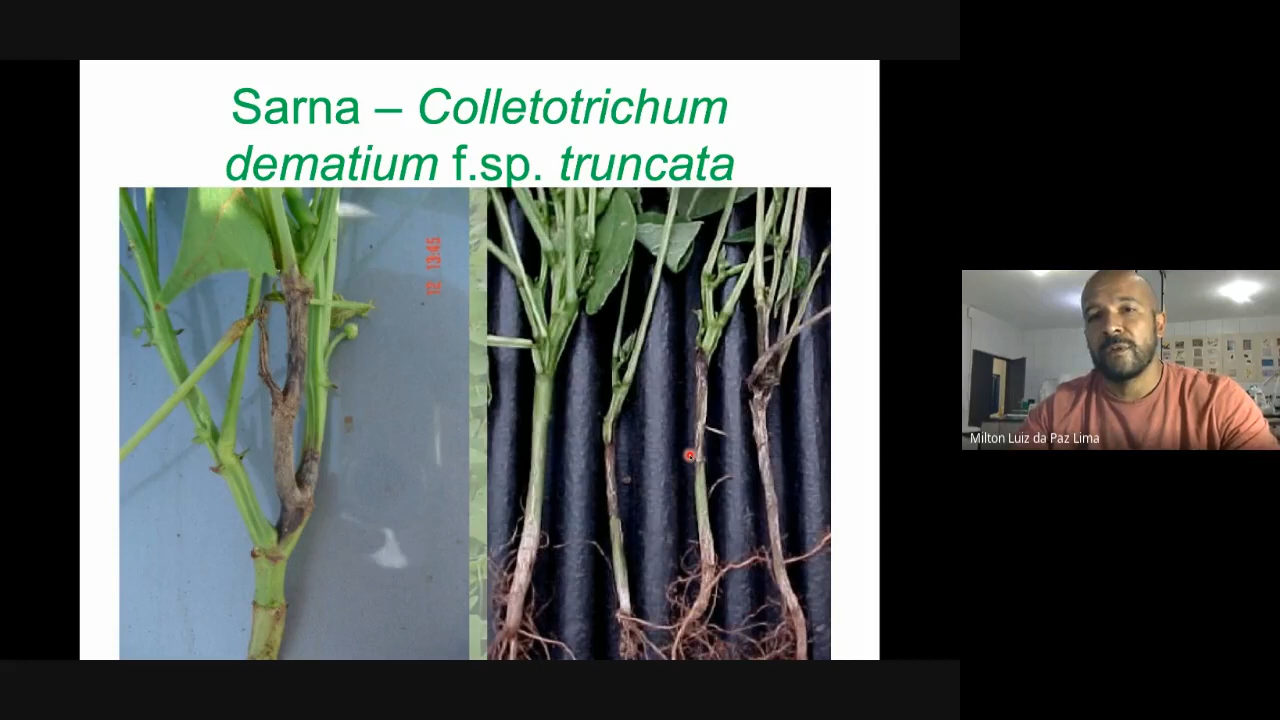 Sarna – Colletotrichum
dematium f.sp. truncata
12 13:45
Milton Luiz da Paz Lima